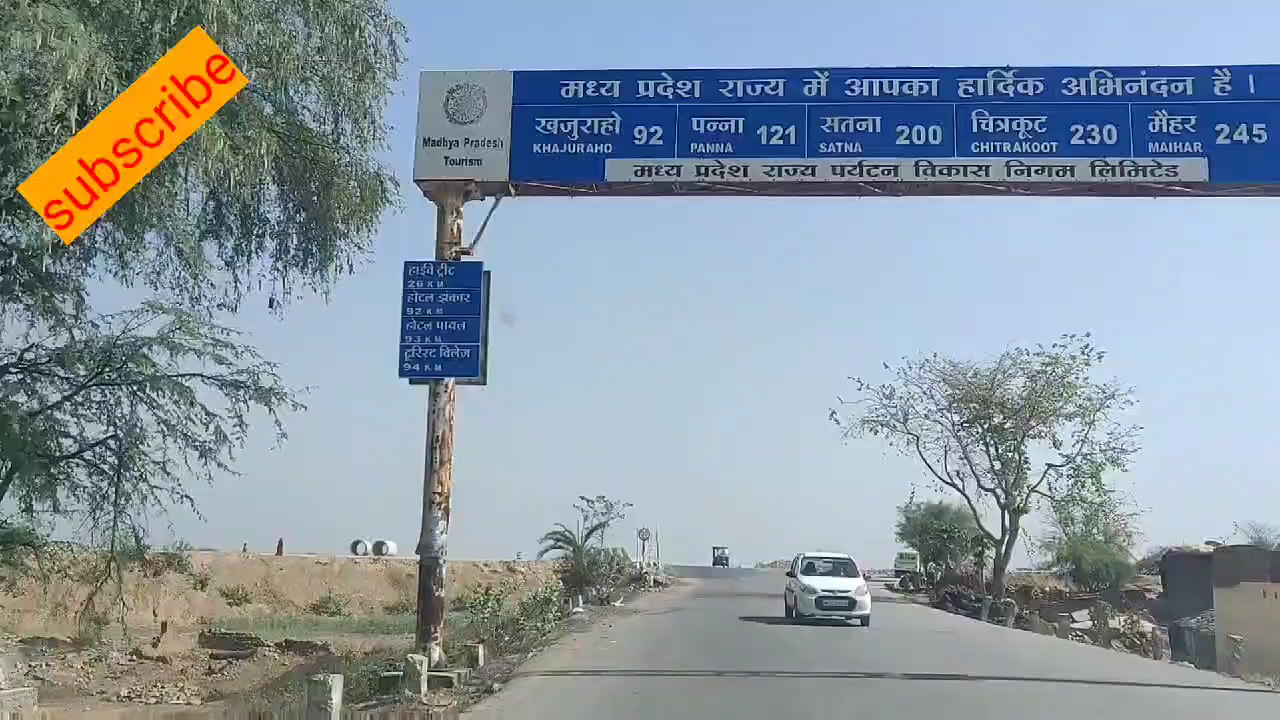 subscribe
मध्य प्रदेश राज्य में आपका हार्दिक अभिनंदन है ।
Madhya Pradesh
Tourism
खजुराहो 92
KHAJURAHO
पन्ना 121
PANNA
सतना 200
SATNA
चित्रकूट 230
CHITRAKOOT
मैहर 245
MAIHAR
मध्य प्रदेश राज्य पर्यटन विकास निगम लिमिटेड
हाईवे ट्रीट
26 KM
होटल झंकार
92 KM
होटल पायल
93 KM
टूरिस्ट विलेज
94 KM